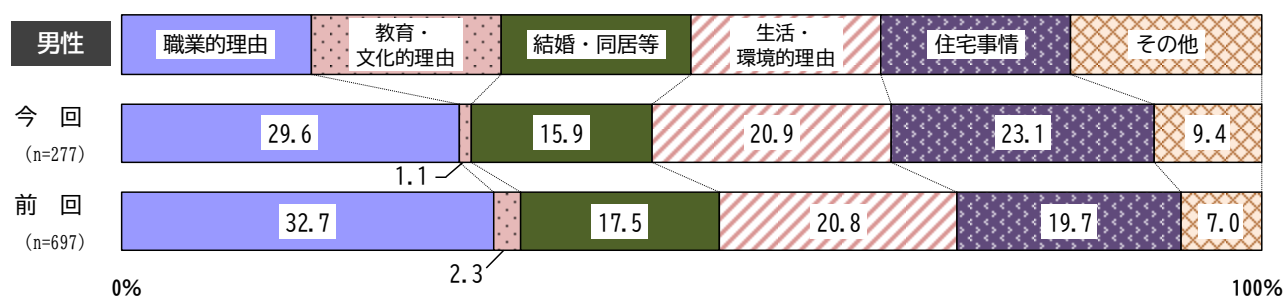 男性
職業的理由
教育・
文化的理由
結婚・同居等
生活・
環境的理由
住宅事情
その他
今 回
(n=277)
29.6
1.1
15.9
20.9
23.1
9.4
前 回
(n=697)
32.7
2.3
17.5
20.8
19.7
7.0
0%
100%